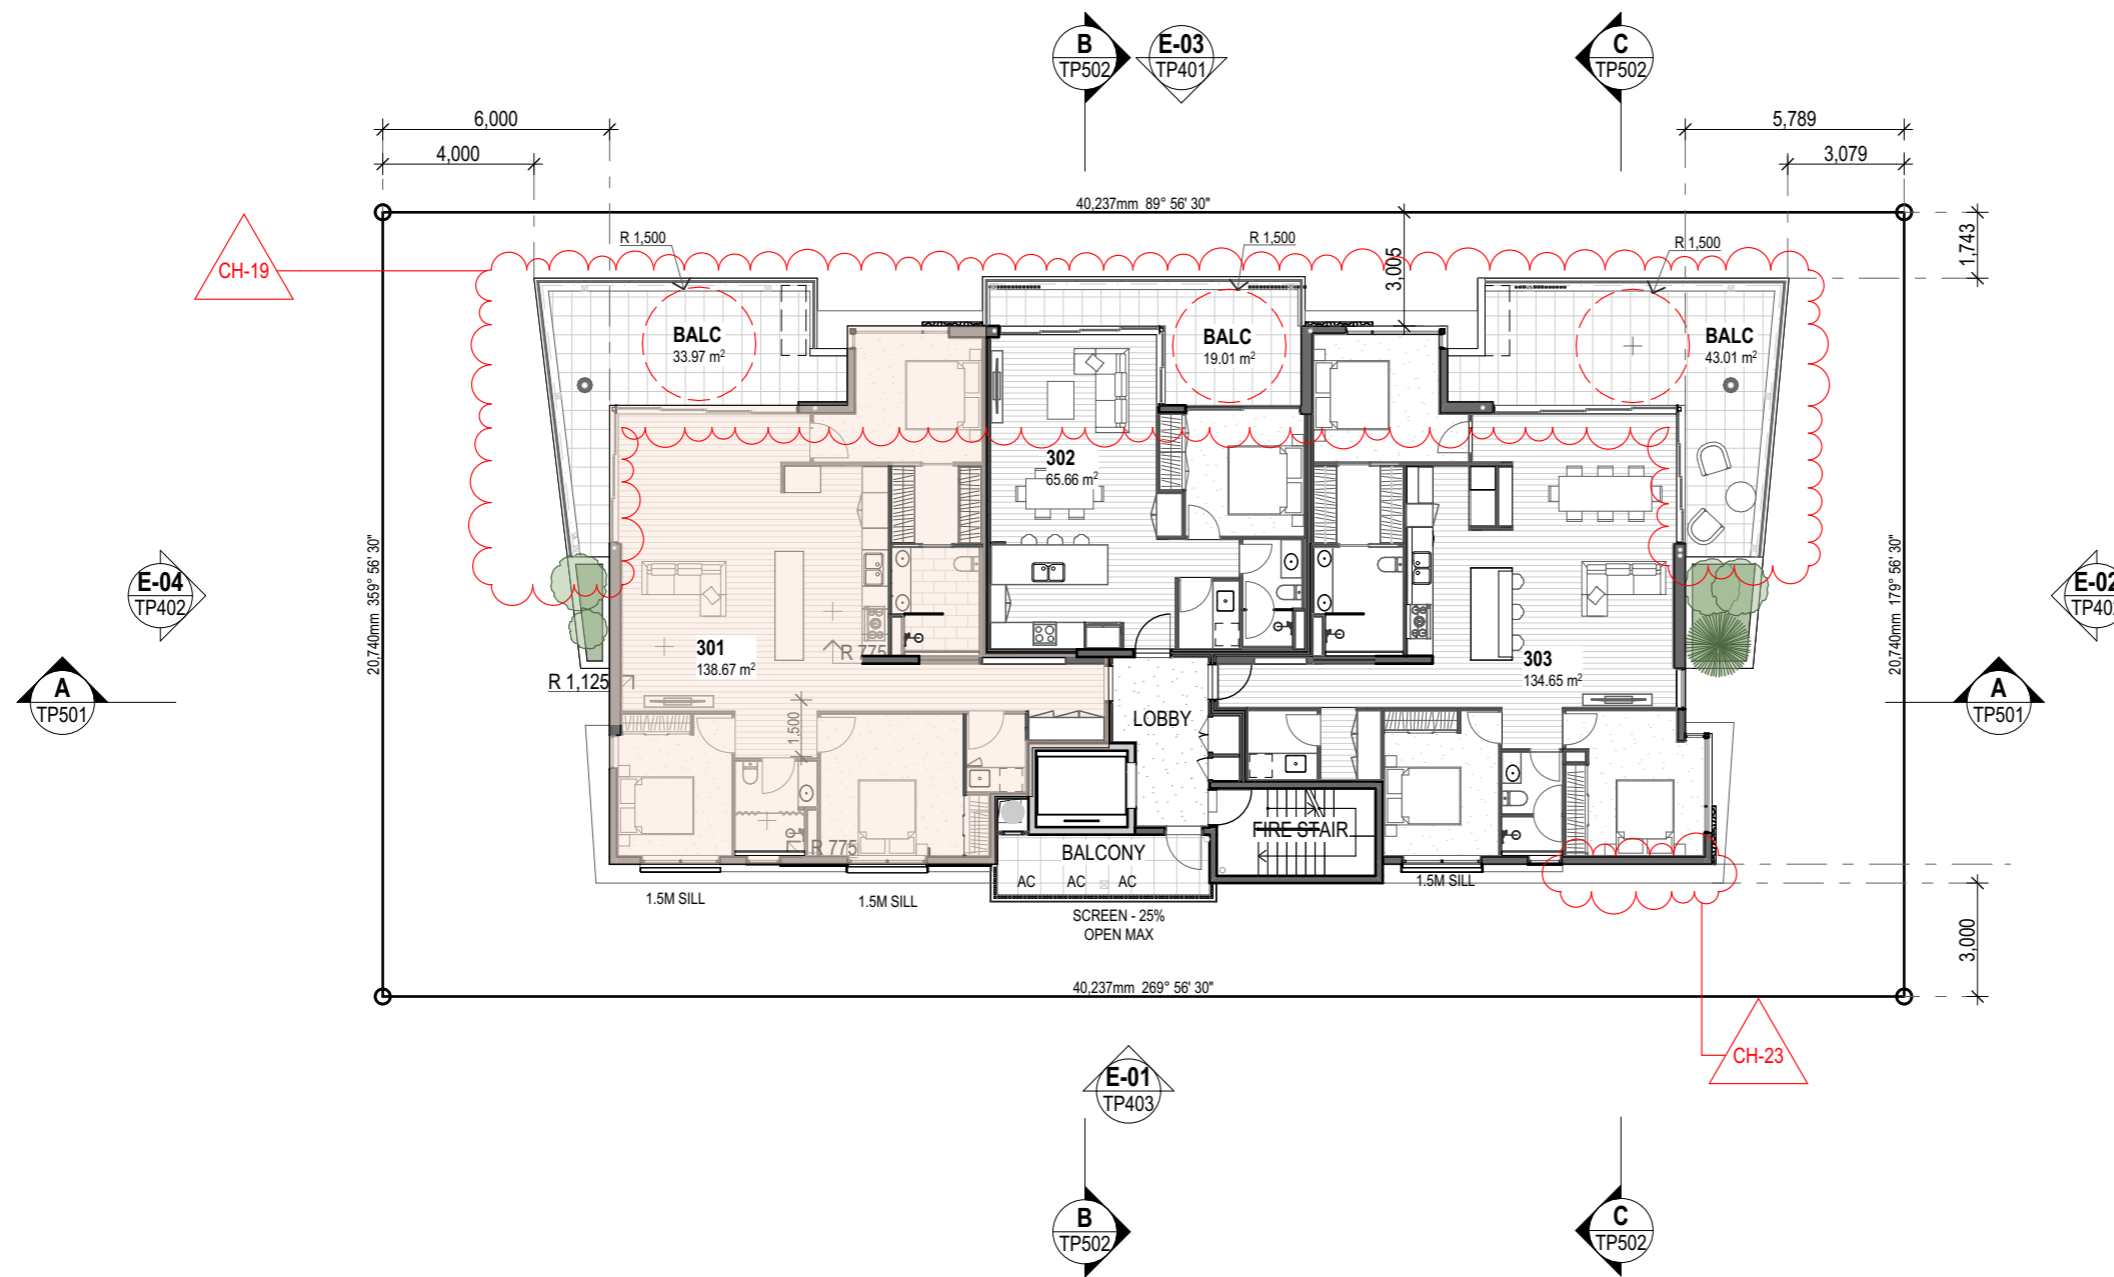 B
TP502
E-03
TP401
C
TP502
6,000
4,000
5,789
3,079
40,237mm 89° 56' 30"
CH-19
R 1,500
R 1,500
R 1,500
3,005
1,743
BALC
33.97 m²
BALC
19.01 m²
BALC
43.01 m²
302
65.66 m²
20,740mm 359° 56' 30"
20,740mm 179° 56' 30"
E-04
TP402
E-02
301
138.67 m²
R 775
303
134.65 m²
R 1,125
A
TP501
A
TP501
LOBBY
1,500
R 775
FIRE STAIR
BALCONY
AC AC AC
1.5M SILL
1.5M SILL
1.5M SILL
SCREEN - 25%
OPEN MAX
3,000
40,237mm 269° 56' 30"
CH-23
E-01
TP403
B
TP502
C
TP502